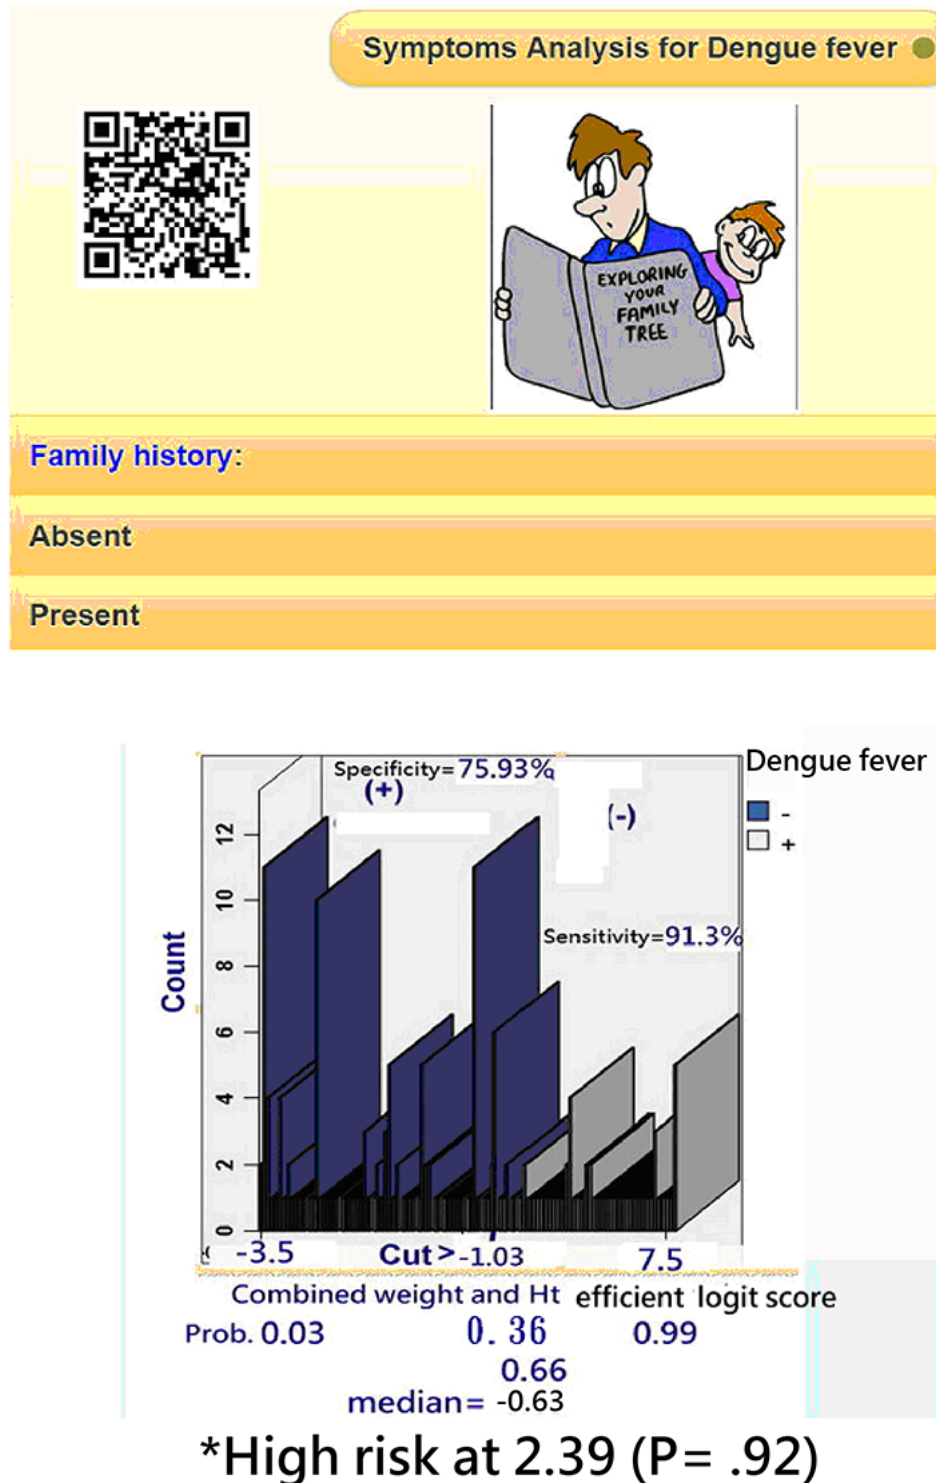 Symptoms Analysis for Dengue fever
EXPLORING
YOUR
FAMILY
TREE
Family history:
Absent
Present
Specificity= 75.93%
(+)
(-)
Dengue fever
-
+
Sensitivity=91.3%
Count
12
10
8
6
4
2
0
-3.5
Cut > -1.03
7.5
Combined weight and Ht efficient logit score
Prob. 0.03 0.36 0.99
0.66
median= -0.63
*High risk at 2.39 (P= .92)